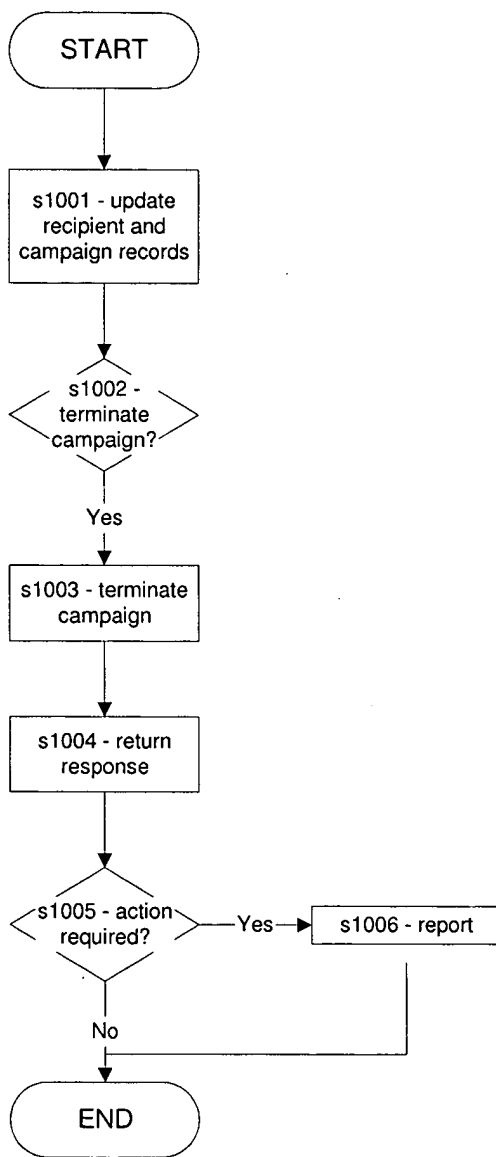 START
s1001 - update
recipient and
campaign records
s1002 -
terminate
campaign?
Yes
s1003 - terminate
campaign
s1004 - return
response
s1005 - action
required?
Yes
s1006 - report
No
END